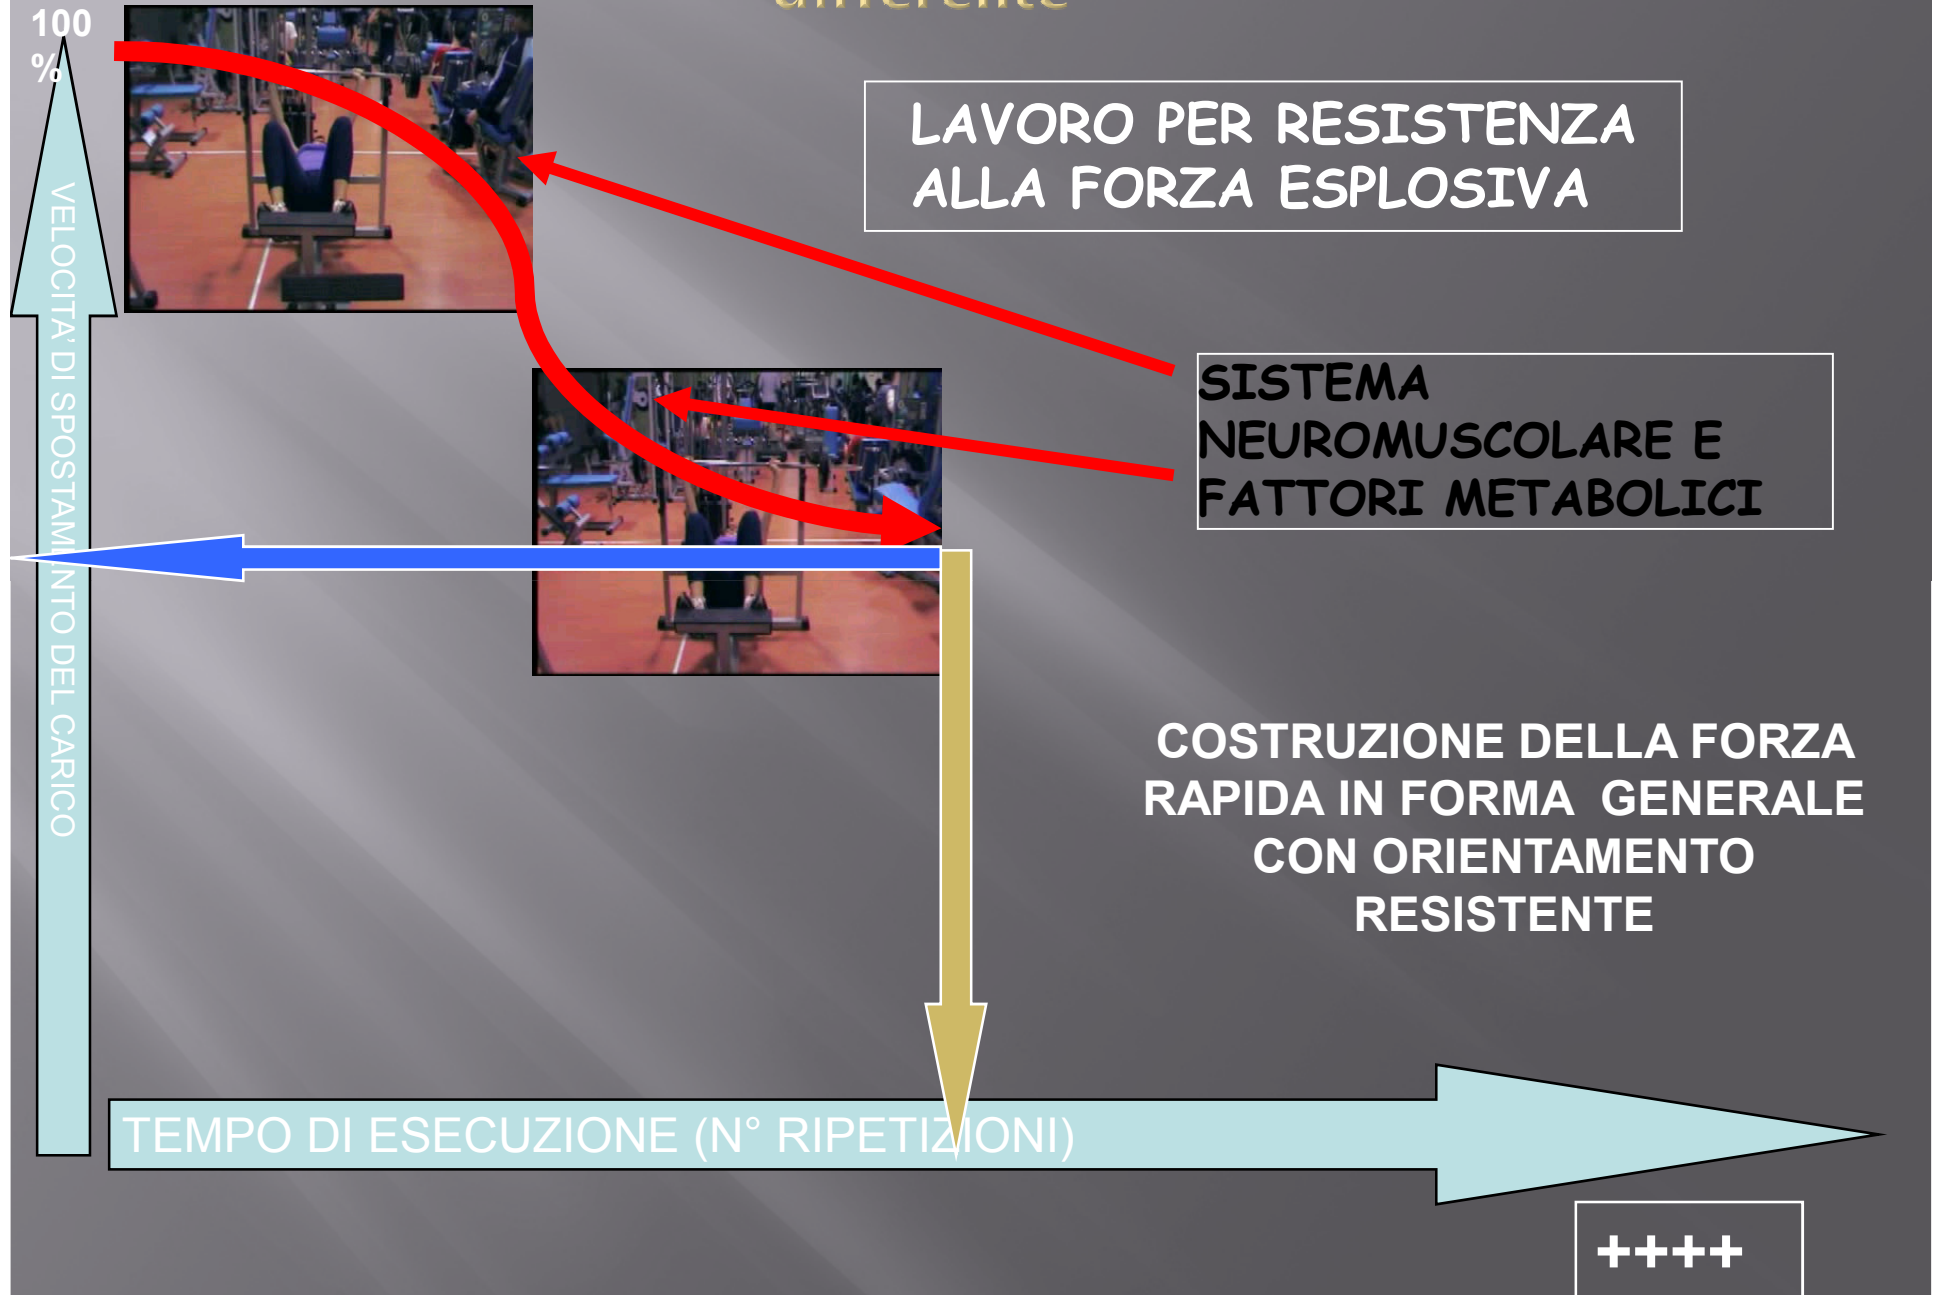 differente
100
%
LAVORO PER RESISTENZA
ALLA FORZA ESPLOSIVA
VELOCITA' DI SPOSTAMENTO DEL CARICO
SISTEMA
NEUROMUSCOLARE E
FATTORI METABOLICI
COSTRUZIONE DELLA FORZA
RAPIDA IN FORMA GENERALE
CON ORIENTAMENTO
RESISTENTE
TEMPO DI ESECUZIONE (N° RIPETIZIONI)
++++